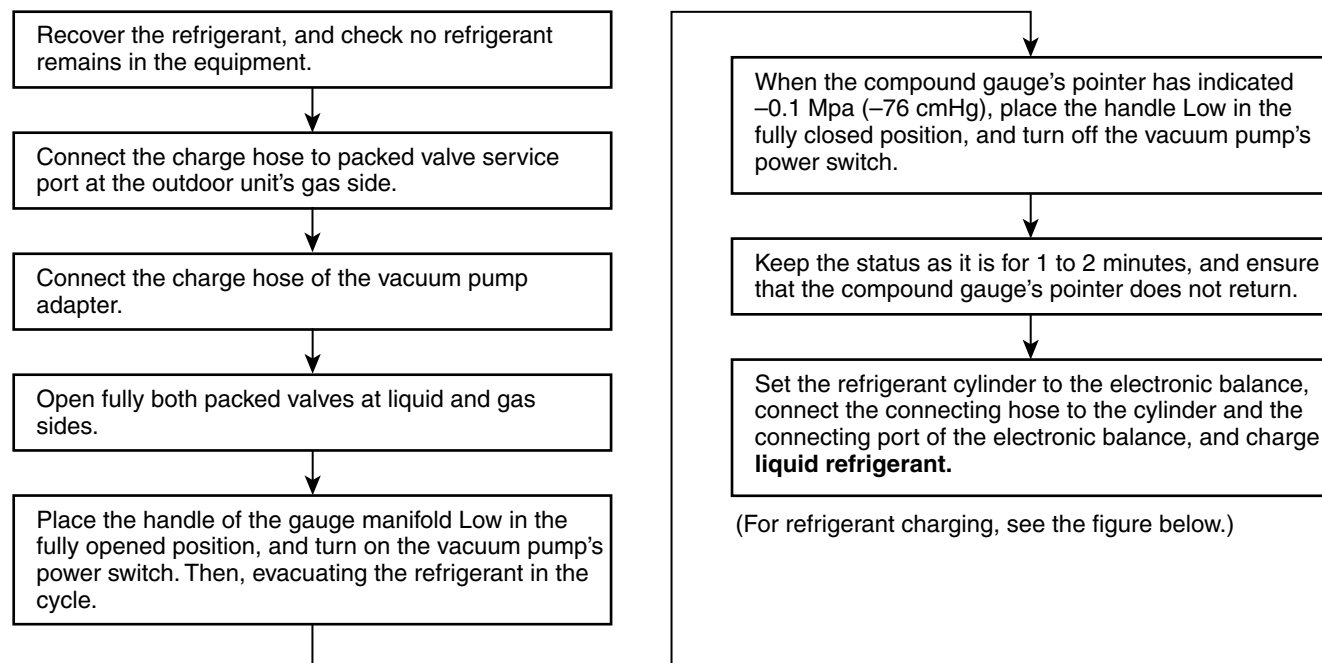 Recover the refrigerant, and check no refrigerant
remains in the equipment.
Connect the charge hose to packed valve service
port at the outdoor unit's gas side.
Connect the charge hose of the vacuum pump
adapter.
Open fully both packed valves at liquid and gas
sides.
Place the handle of the gauge manifold Low in the
fully opened position, and turn on the vacuum pump's
power switch. Then, evacuating the refrigerant in the
cycle.
When the compound gauge's pointer has indicated
–0.1 Mpa (–76 cmHg), place the handle Low in the
fully closed position, and turn off the vacuum pump's
power switch.
Keep the status as it is for 1 to 2 minutes, and ensure
that the compound gauge's pointer does not return.
Set the refrigerant cylinder to the electronic balance,
connect the connecting hose to the cylinder and the
connecting port of the electronic balance, and charge
liquid refrigerant.
(For refrigerant charging, see the figure below.)